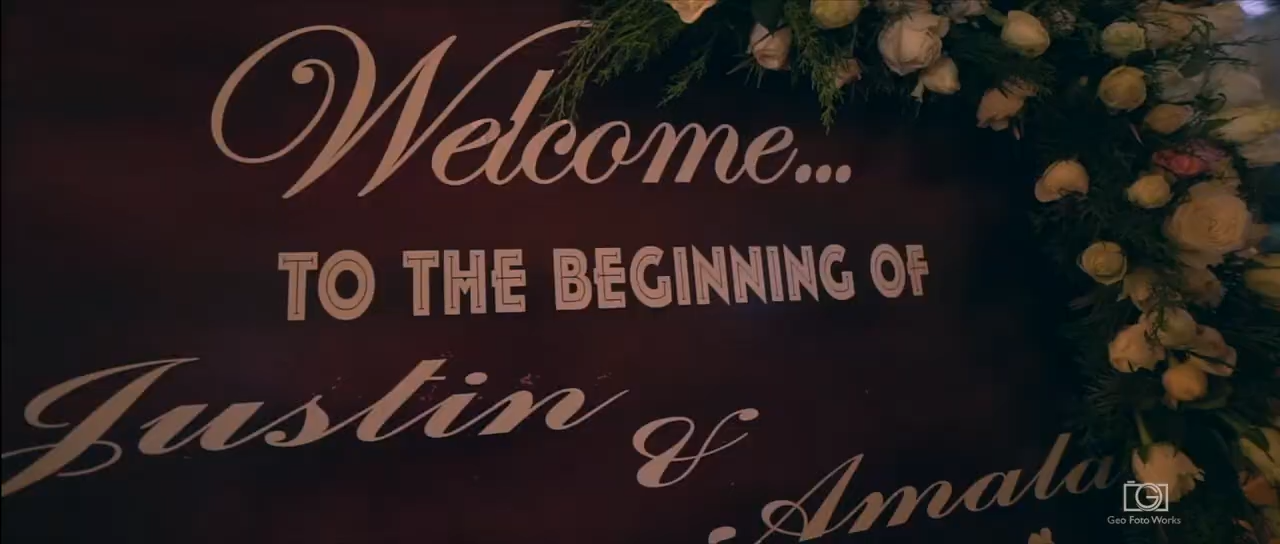 Welcome...
TO THE BEGINNING OF
Justin & Amala
Geo Foto Works